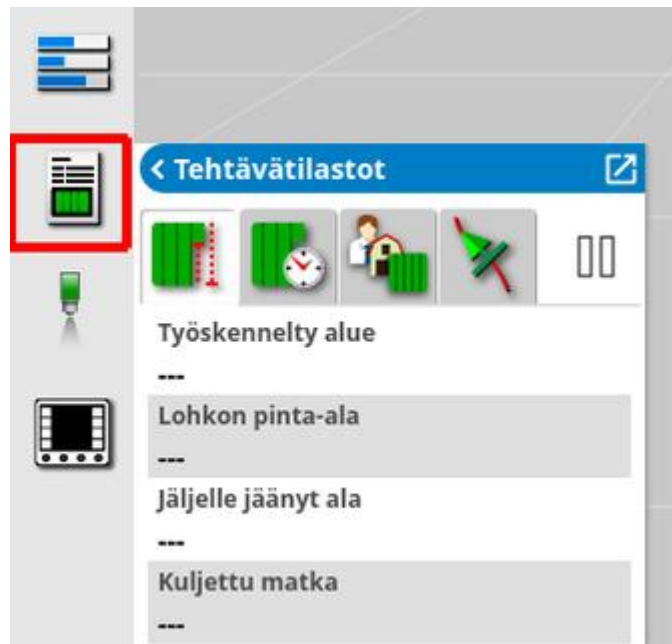 Tehtävätilastot
Työskennelty alue
---
Lohkon pinta-ala
---
Jäljelle jäänyt ala
---
Kuljettu matka
---